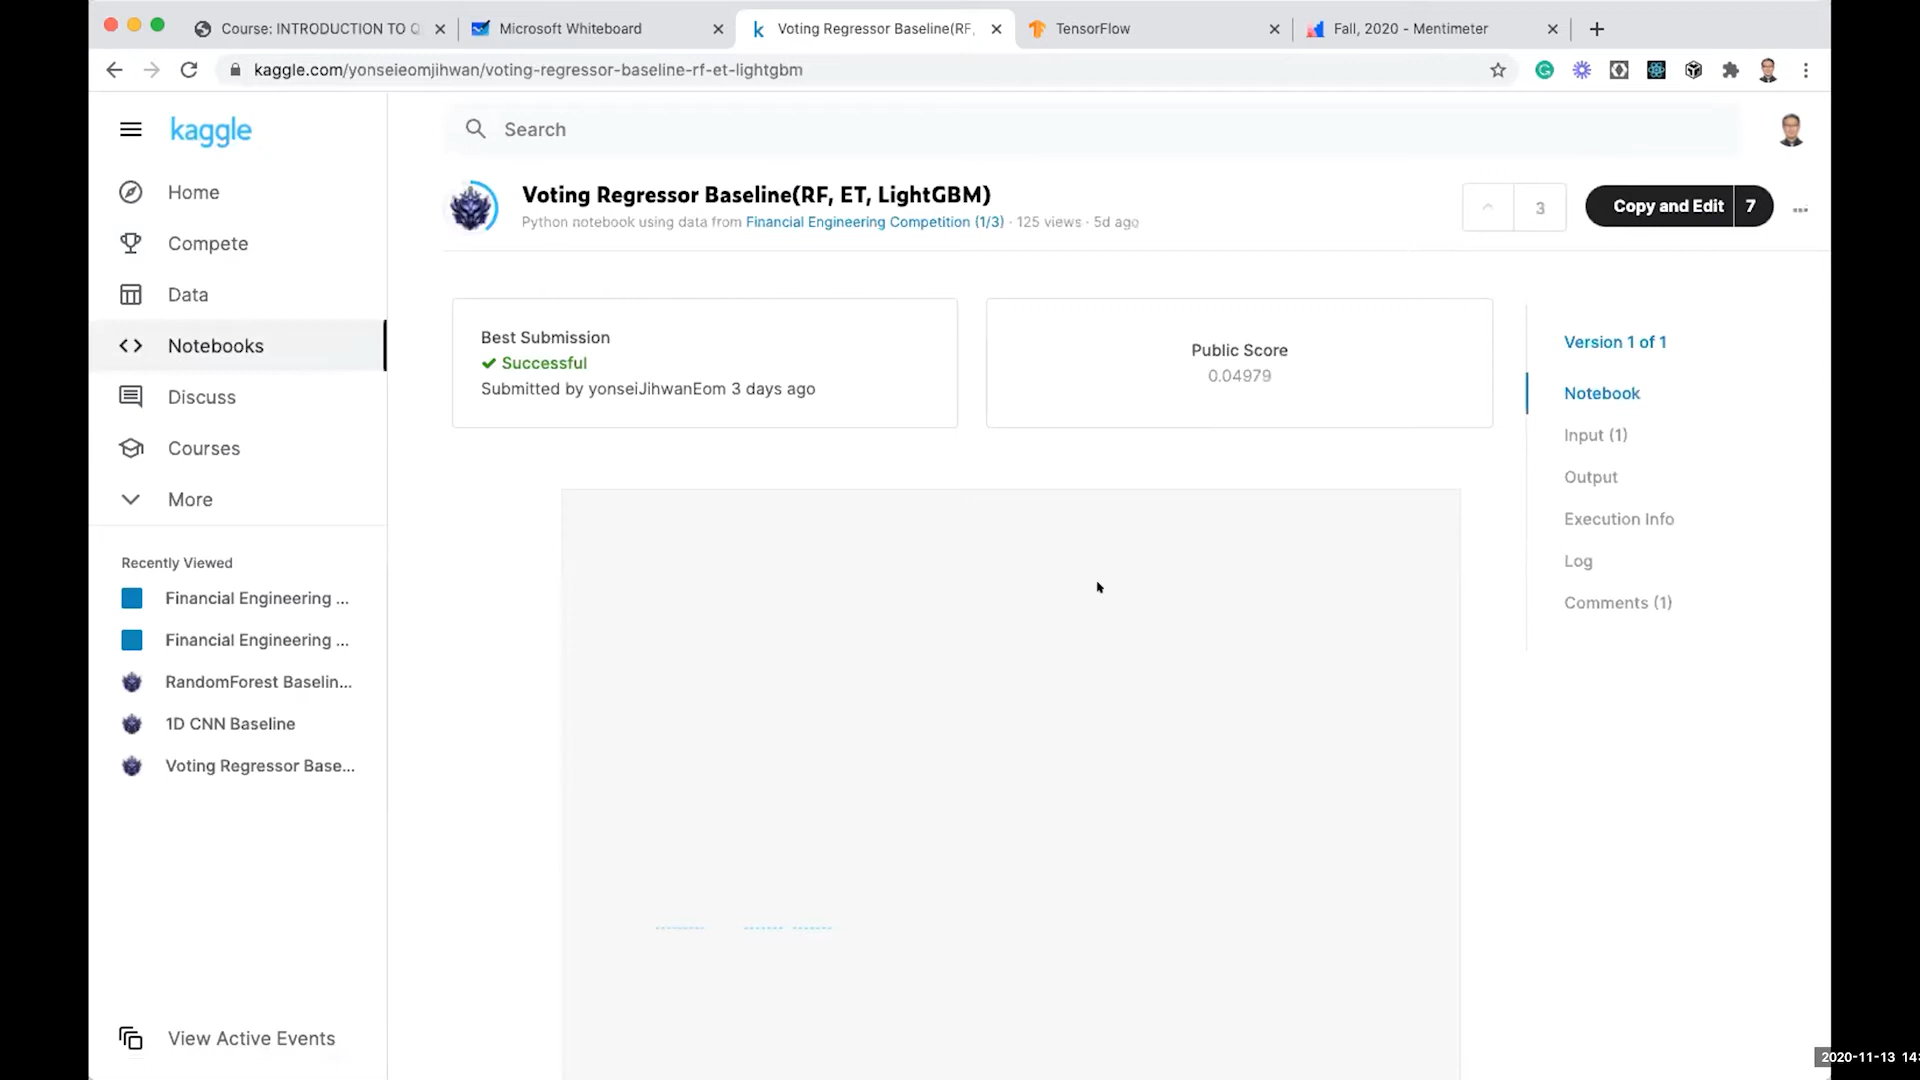 Course: INTRODUCTION TO Q
Microsoft Whiteboard
Voting Regressor Baseline(RF,
TensorFlow
Fall, 2020 - Mentimeter
kaggle.com/yonseieomjihwan/voting-regressor-baseline-rf-et-lightgbm
kaggle
Search
Home
Compete
Data
Notebooks
Discuss
Courses
More
Recently Viewed
Financial Engineering ...
Financial Engineering ...
RandomForest Baselin...
1D CNN Baseline
Voting Regressor Base...
View Active Events
Voting Regressor Baseline(RF, ET, LightGBM)
Python notebook using data from Financial Engineering Competition (1/3) · 125 views · 5d ago
3
Copy and Edit 7
Best Submission
Successful
Submitted by yonseiJihwanEom 3 days ago
Public Score
0.04979
Version 1 of 1
Notebook
Input (1)
Output
Execution Info
Log
Comments (1)
2020-11-13 14: